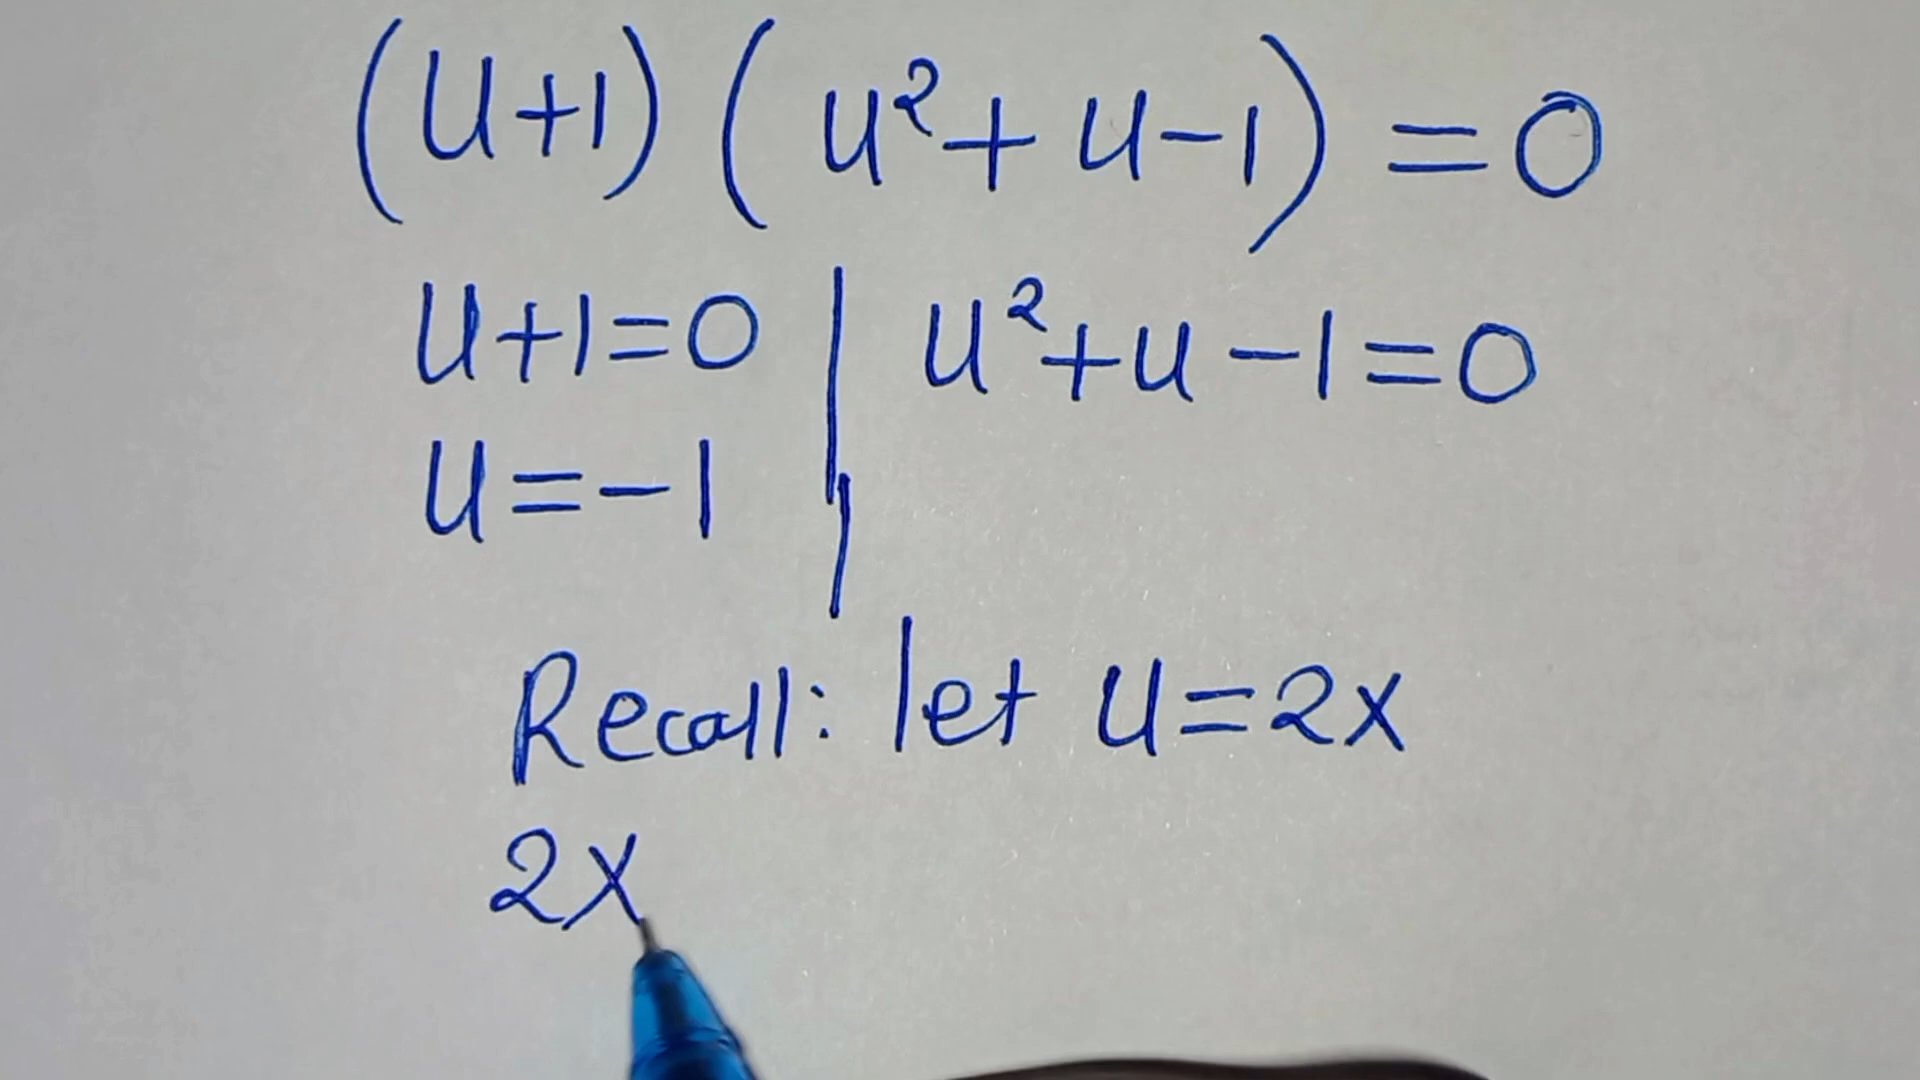 (U+1) (U²+U-1)=0
U+1=0 | U²+U-1=0
U=-1
Recall: let U=2x
2x